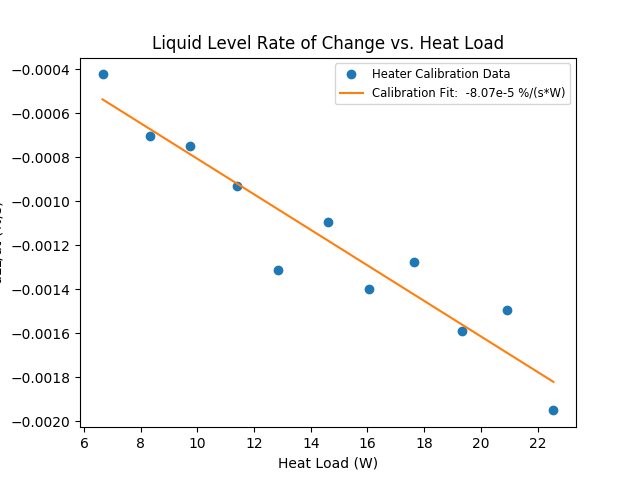 Liquid Level Rate of Change vs. Heat Load
Heater Calibration Data
Calibration Fit:  -8.07e-5 %/(s*W)
−0.0004
−0.0006
−0.0008
−0.0010
−0.0012
−0.0014
−0.0016
−0.0018
−0.0020
6 8 10 12 14 16 18 20 22
Heat Load (W)